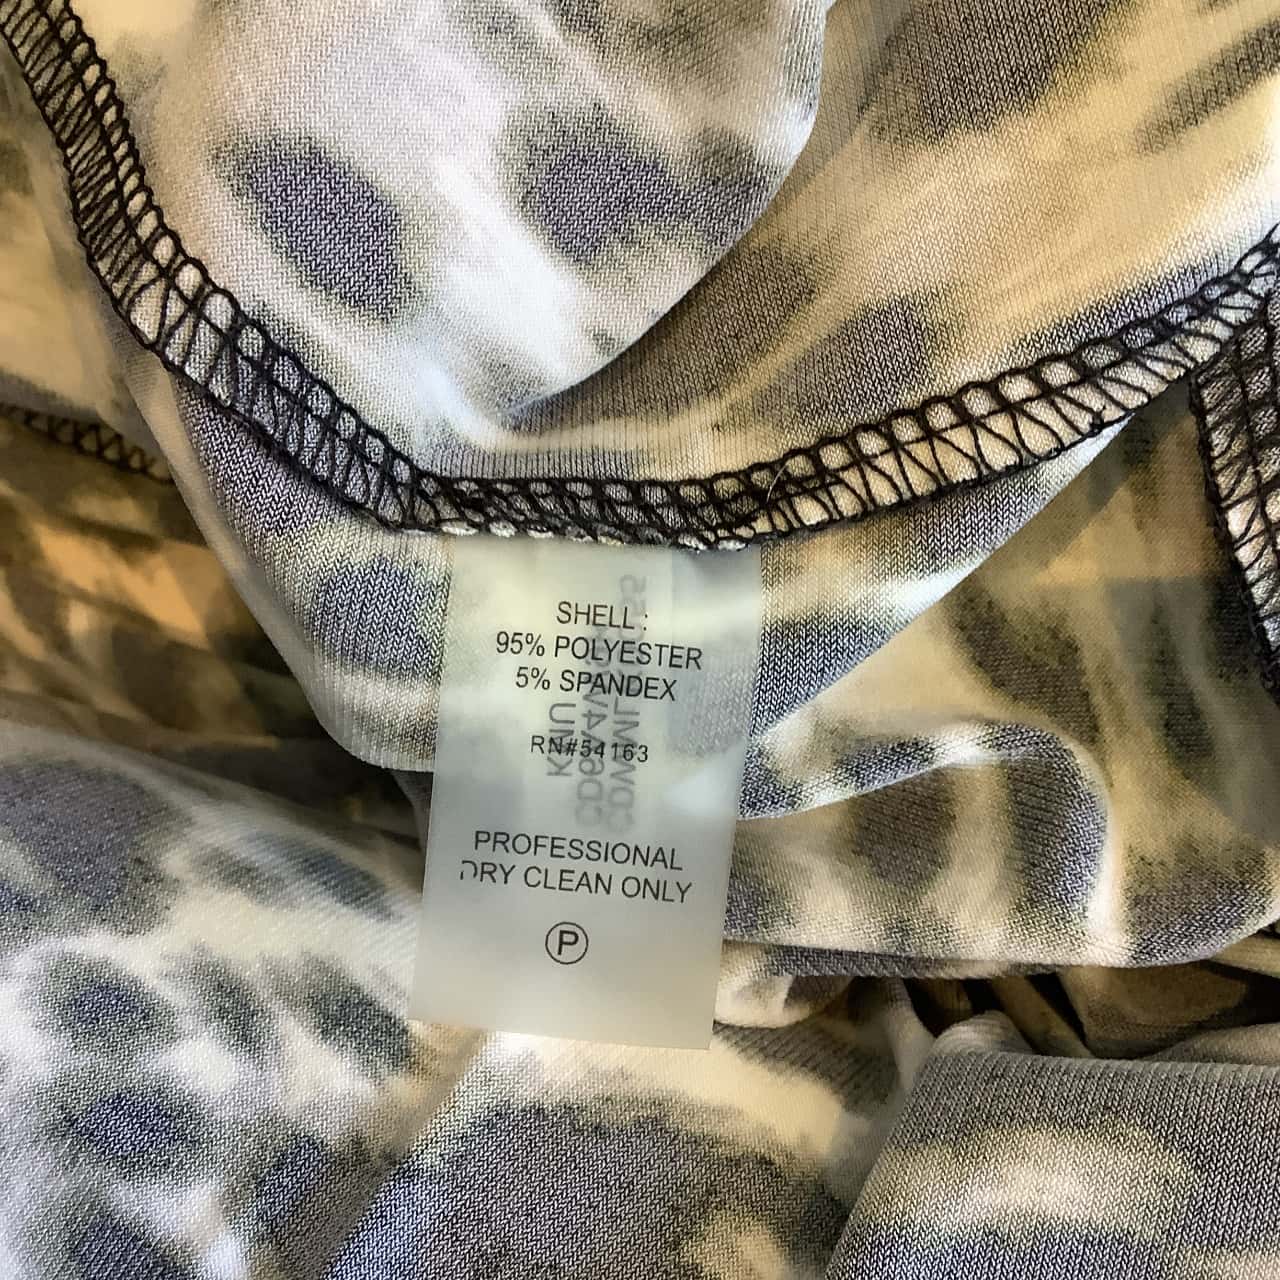 SHELL :
95% POLYESTER
5% SPANDEX
RN#54163
PROFESSIONAL
DRY CLEAN ONLY
P